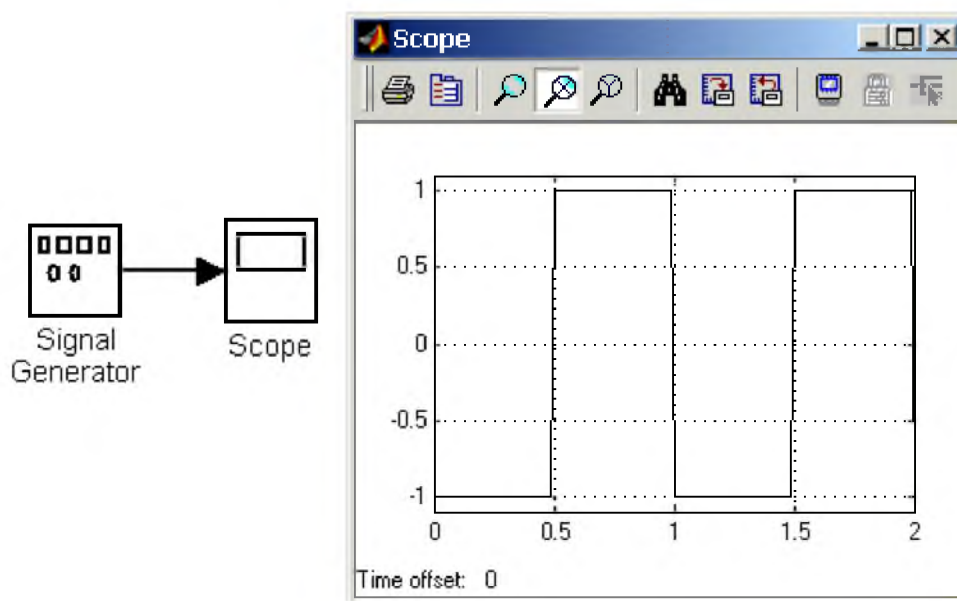 Signal
Generator
Scope
Scope
1
0.5
0
-0.5
-1
0 0.5 1 1.5 2
Time offset: 0